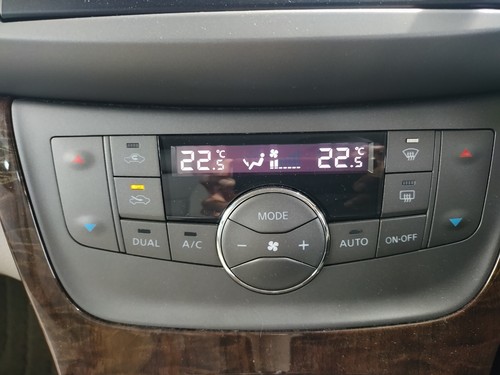 22.5°C 22.5°C
MODE
− +
DUAL A/C AUTO ON-OFF